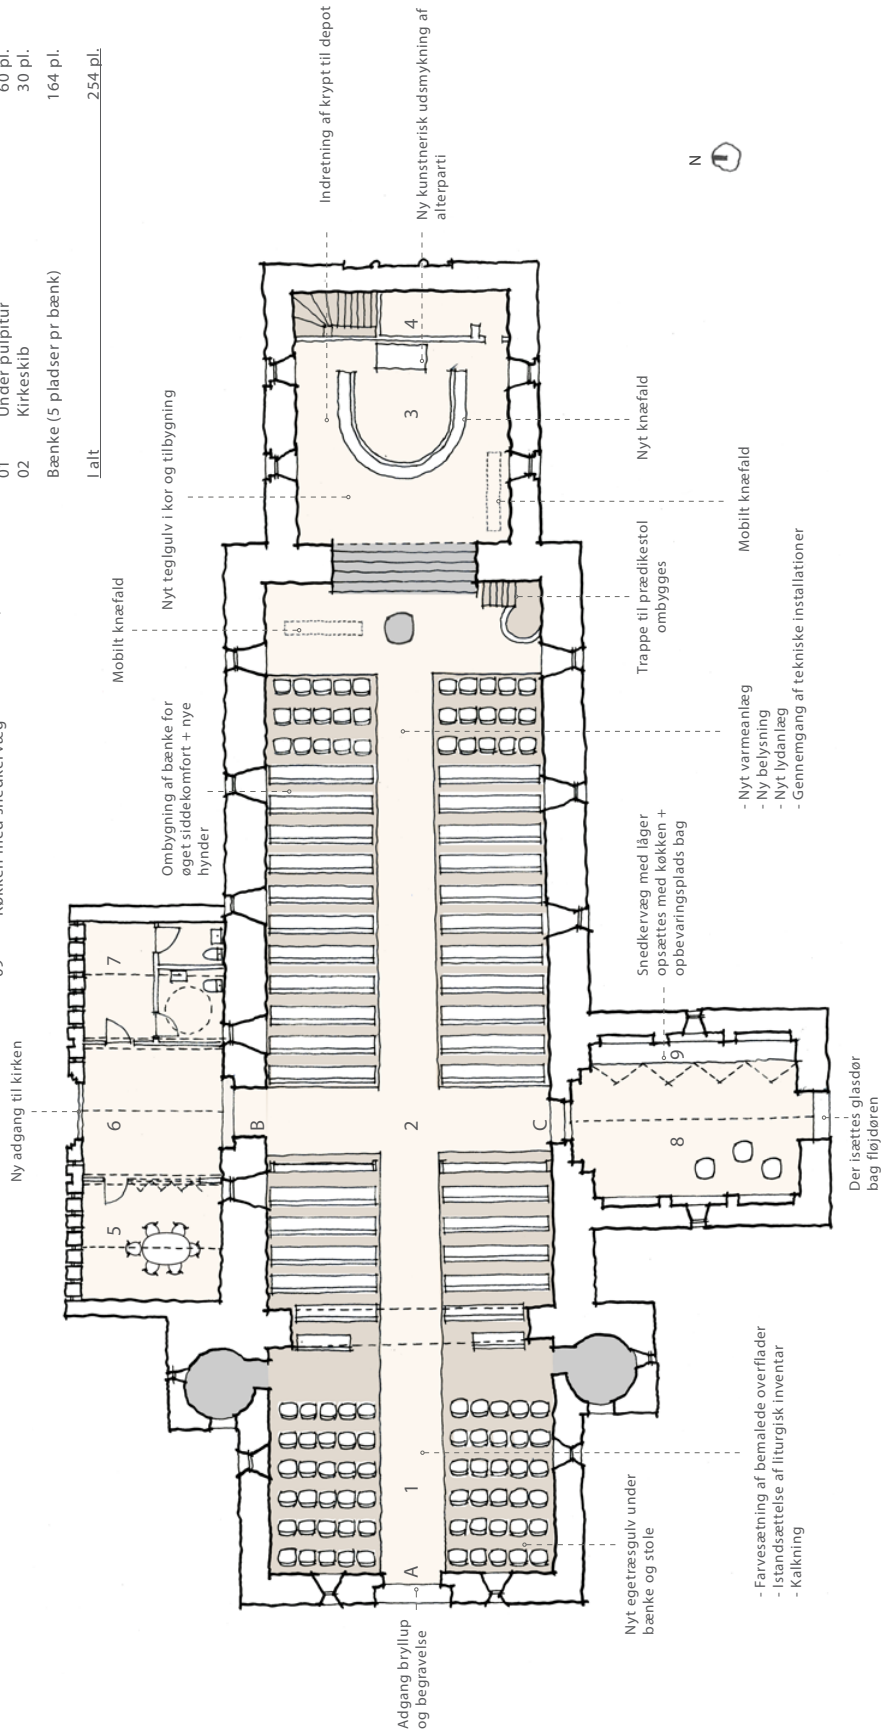 60 pl.
30 pl.
164 pl.
254 pl.
01 Under pulpitur
02 Kirkeskib
Bænke (5 pladser pr bænk)
I alt
Indretning af krypt til depot
Ny kunstnerisk udsmykning af
alterparti
N
Nyt teglgulv i kor og tilbygning
Nyt knæfald
Mobilt knæfald
Mobilt knæfald
Trappe til prædikestol
ombygges
Ombygning af bænke for
øget siddekomfort + nye
hynder
- Nyt varmeanlæg
- Ny belysning
- Nyt lydanlæg
- Gennemgang af tekniske installationer
Snedkervæg med låger
opsættes med køkken +
opbevaringsplads bag
Ny adgang til kirken
Der isættes glasdør
bag fløjdøren
- Farvesætning af bemalede overflader
- Istandsættelse af liturgisk inventar
- Kalkning
Nyt egetræsgulv under
bænke og stole
Adgang bryllup
og begravelse
A
1
2
B
C
3
4
5
6
7
8
9